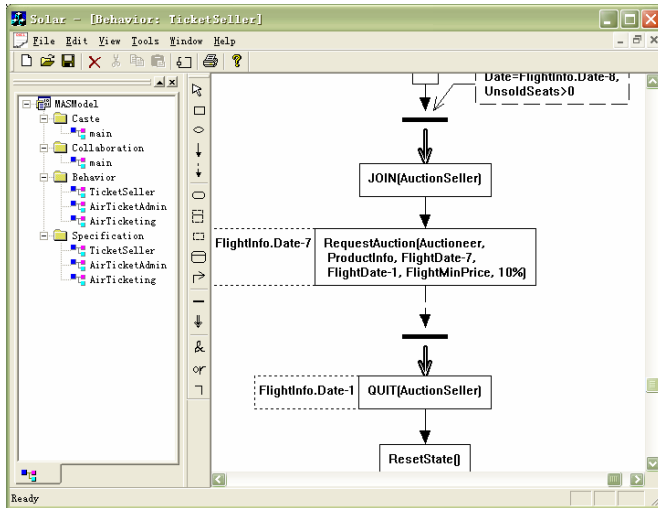 Solar - [Behavior: TicketSeller]
File Edit View Tools Window Help
MASModel
Caste
main
Collaboration
main
Behavior
TicketSeller
AirTicketAdmin
AirTicketing
Specification
TicketSeller
AirTicketAdmin
AirTicketing
&
or
Date=FlightInfo.Date-8,
UnsoldSeats>0
JOIN(AuctionSeller)
FlightInfo.Date-7
RequestAuction(Auctioneer,
ProductInfo, FlightDate-7,
FlightDate-1, FlightMinPrice, 10%)
FlightInfo.Date-1
QUIT(AuctionSeller)
ResetState()
Ready